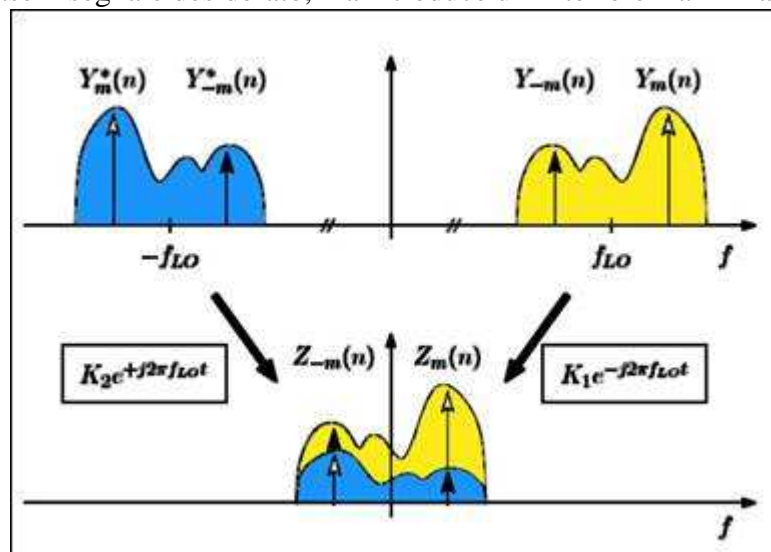 Y*m(n) Y*−m(n) Y−m(n) Ym(n)
−fLO fLO f
K2e+j2πfLOt Z−m(n) Zm(n) K1e−j2πfLOt
f